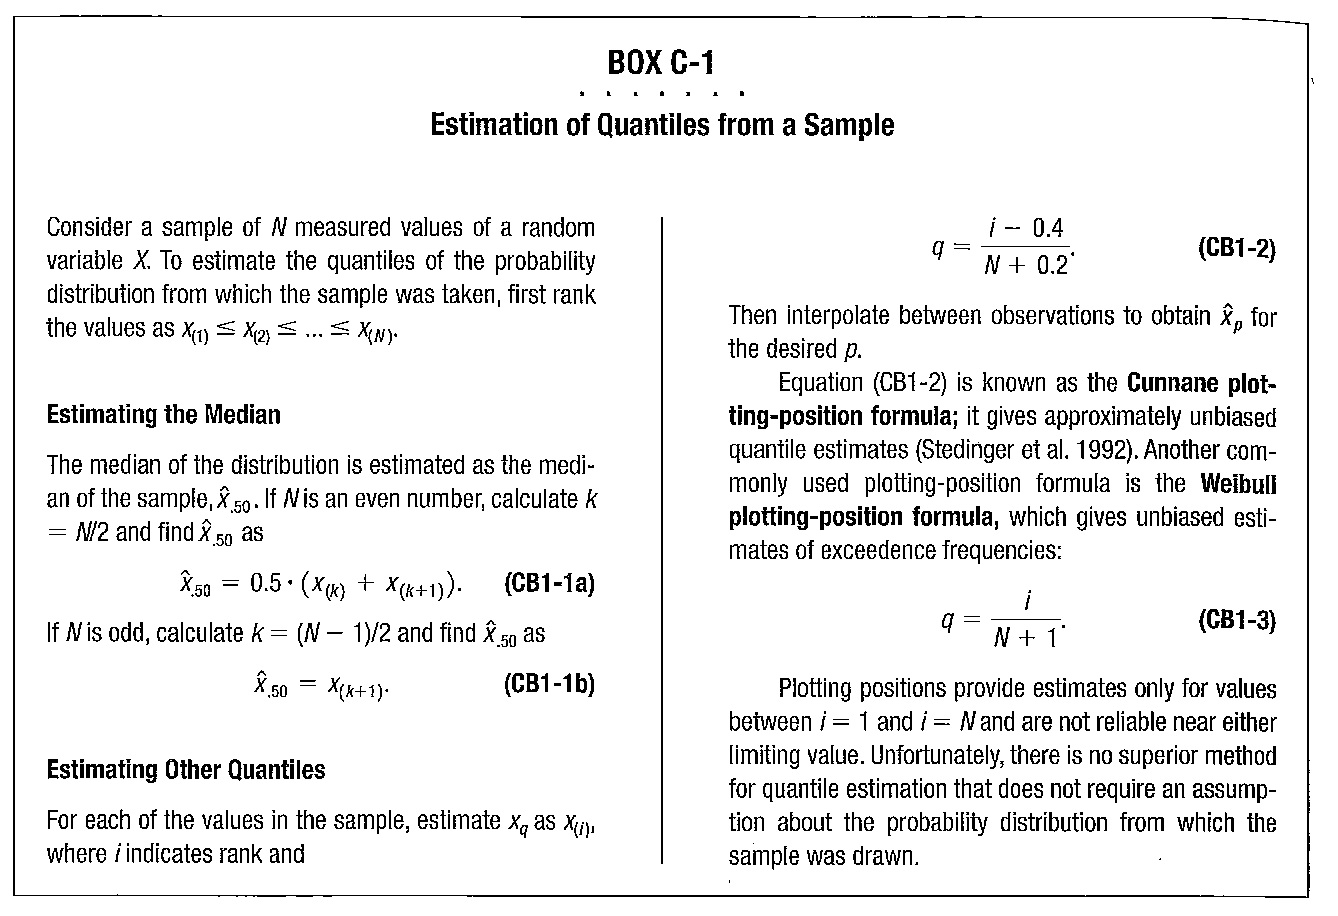 BOX C-1
Estimation of Quantiles from a Sample
Consider a sample of N measured values of a random
variable X. To estimate the quantiles of the probability
distribution from which the sample was taken, first rank
the values as x(1) ≤ x(2) ≤ ... ≤ x(N).
Estimating the Median
The median of the distribution is estimated as the medi-
an of the sample, x̂.50. If N is an even number, calculate k
= N/2 and find x̂.50 as
x̂.50 = 0.5 · (x(k) + x(k+1)). (CB1-1a)
If N is odd, calculate k = (N − 1)/2 and find x̂.50 as
x̂.50 = x(k+1). (CB1-1b)
Estimating Other Quantiles
For each of the values in the sample, estimate xq as x(i),
where i indicates rank and
q = (i − 0.4)/(N + 0.2). (CB1-2)
Then interpolate between observations to obtain x̂p for
the desired p.
Equation (CB1-2) is known as the Cunnane plot-
ting-position formula; it gives approximately unbiased
quantile estimates (Stedinger et al. 1992). Another com-
monly used plotting-position formula is the Weibull
plotting-position formula, which gives unbiased esti-
mates of exceedence frequencies:
q = i/(N + 1). (CB1-3)
Plotting positions provide estimates only for values
between i = 1 and i = N and are not reliable near either
limiting value. Unfortunately, there is no superior method
for quantile estimation that does not require an assump-
tion about the probability distribution from which the
sample was drawn.